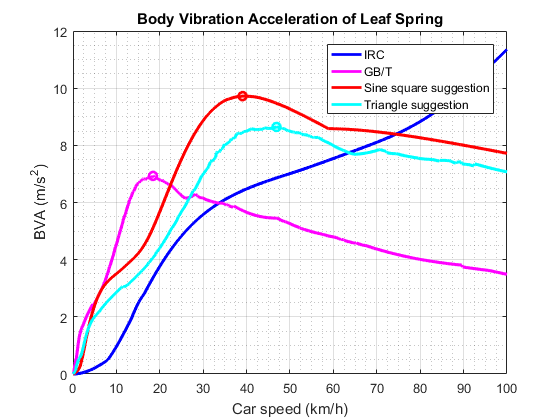 Body Vibration Acceleration of Leaf Spring
12
10
8
6
4
2
0
BVA (m/s²)
IRC
GB/T
Sine square suggestion
Triangle suggestion
0 10 20 30 40 50 60 70 80 90 100
Car speed (km/h)